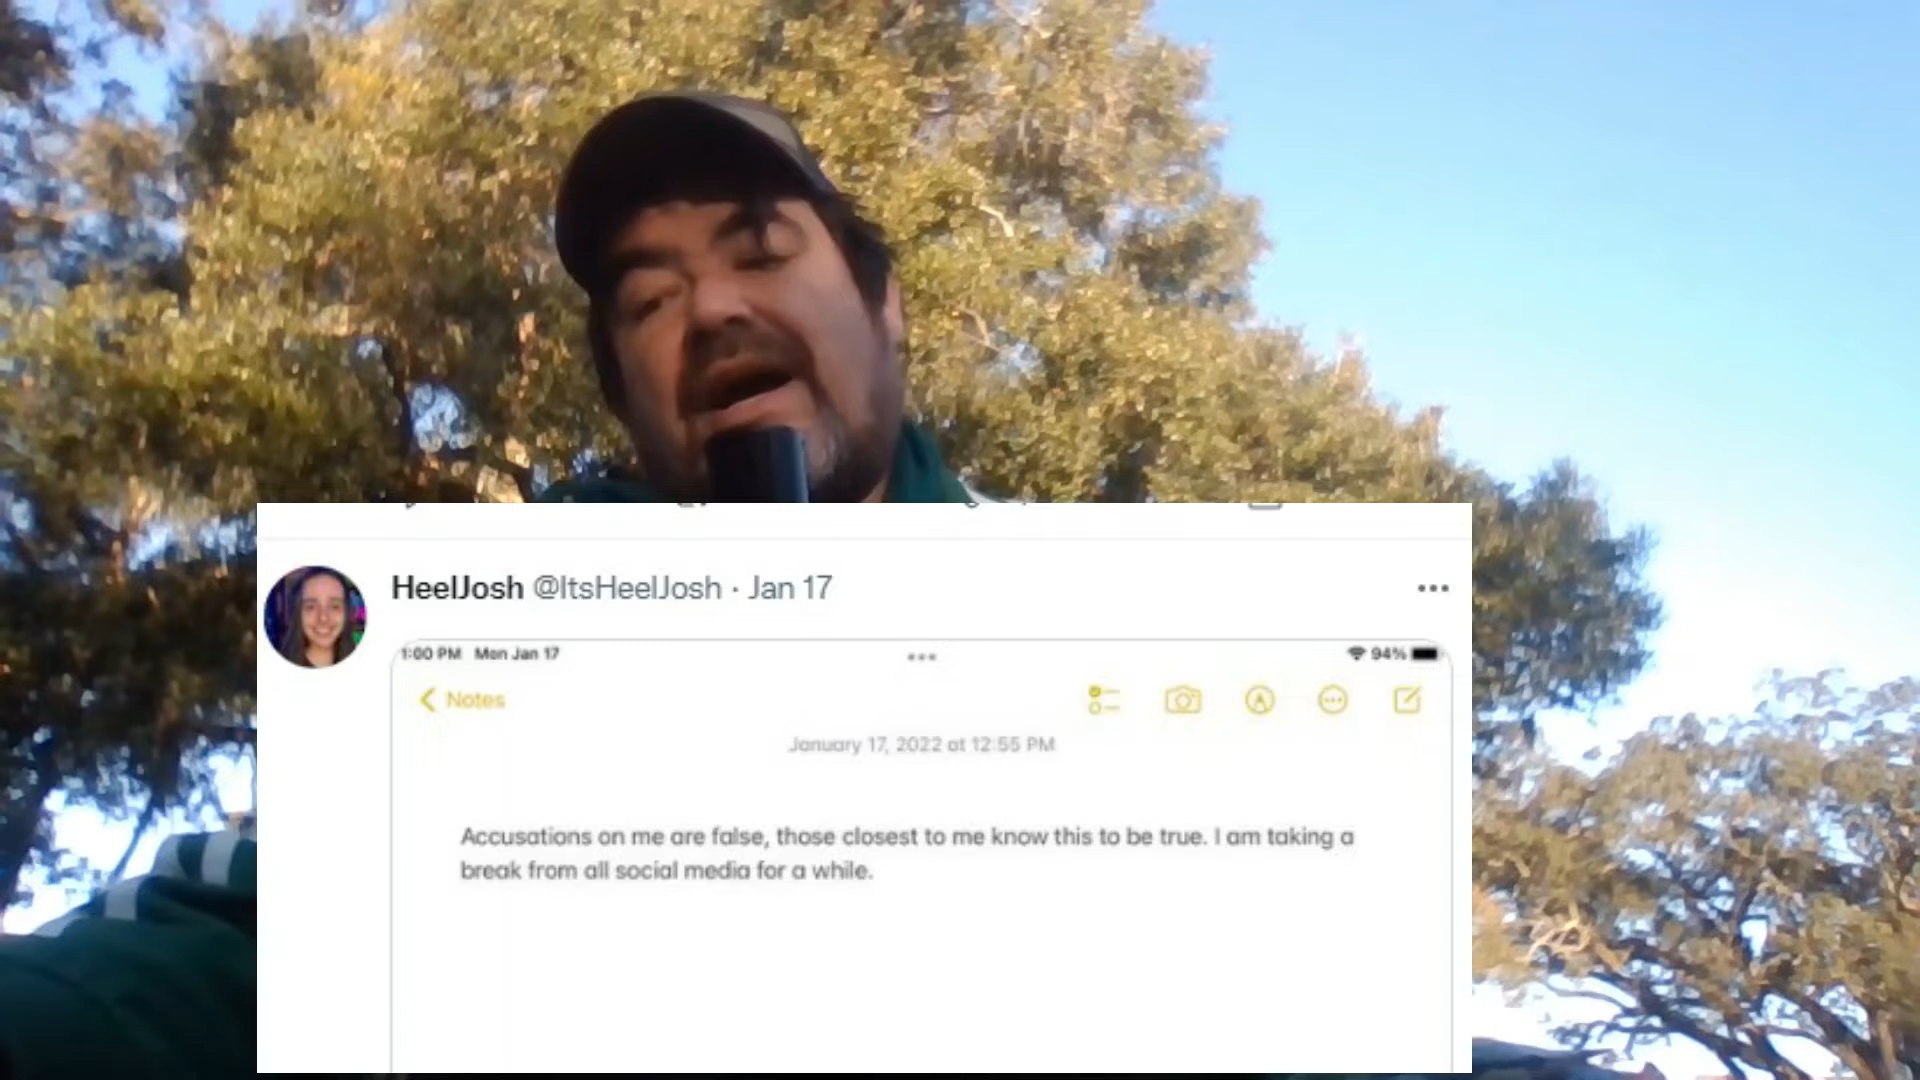 HeelJosh @ItsHeelJosh · Jan 17
1:00 PM Mon Jan 17
94%
Notes
January 17, 2022 at 12:55 PM
Accusations on me are false, those closest to me know this to be true. I am taking a
break from all social media for a while.